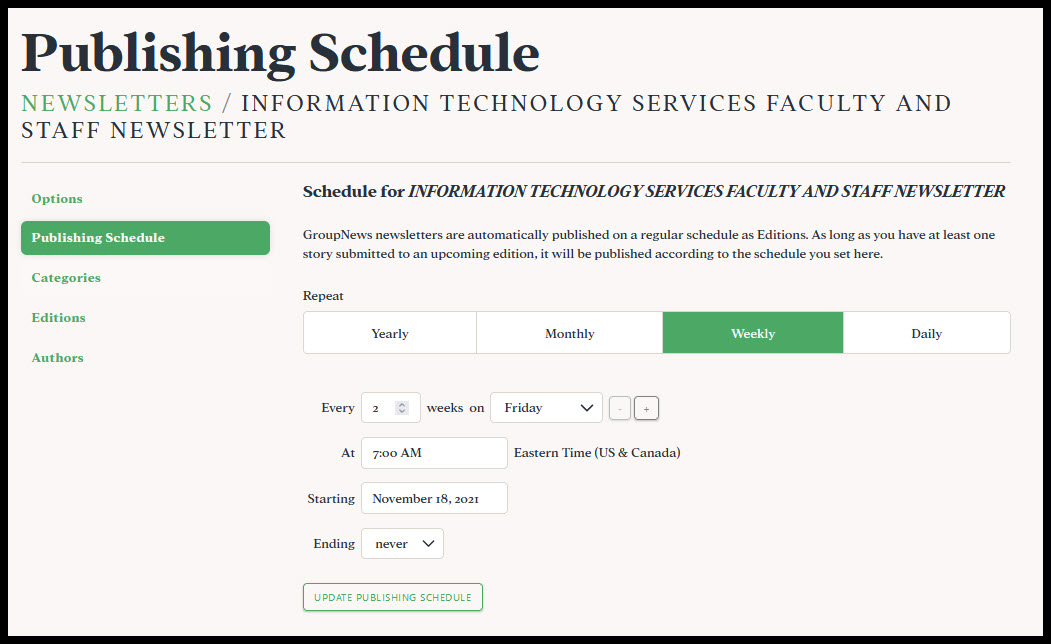 Publishing Schedule
NEWSLETTERS / INFORMATION TECHNOLOGY SERVICES FACULTY AND
STAFF NEWSLETTER
Options
Publishing Schedule
Categories
Editions
Authors
Schedule for INFORMATION TECHNOLOGY SERVICES FACULTY AND STAFF NEWSLETTER
GroupNews newsletters are automatically published on a regular schedule as Editions. As long as you have at least one
story submitted to an upcoming edition, it will be published according to the schedule you set here.
Repeat
Yearly Monthly Weekly Daily
Every 2 weeks on Friday - +
At 7:00 AM Eastern Time (US & Canada)
Starting November 18, 2021
Ending never
UPDATE PUBLISHING SCHEDULE